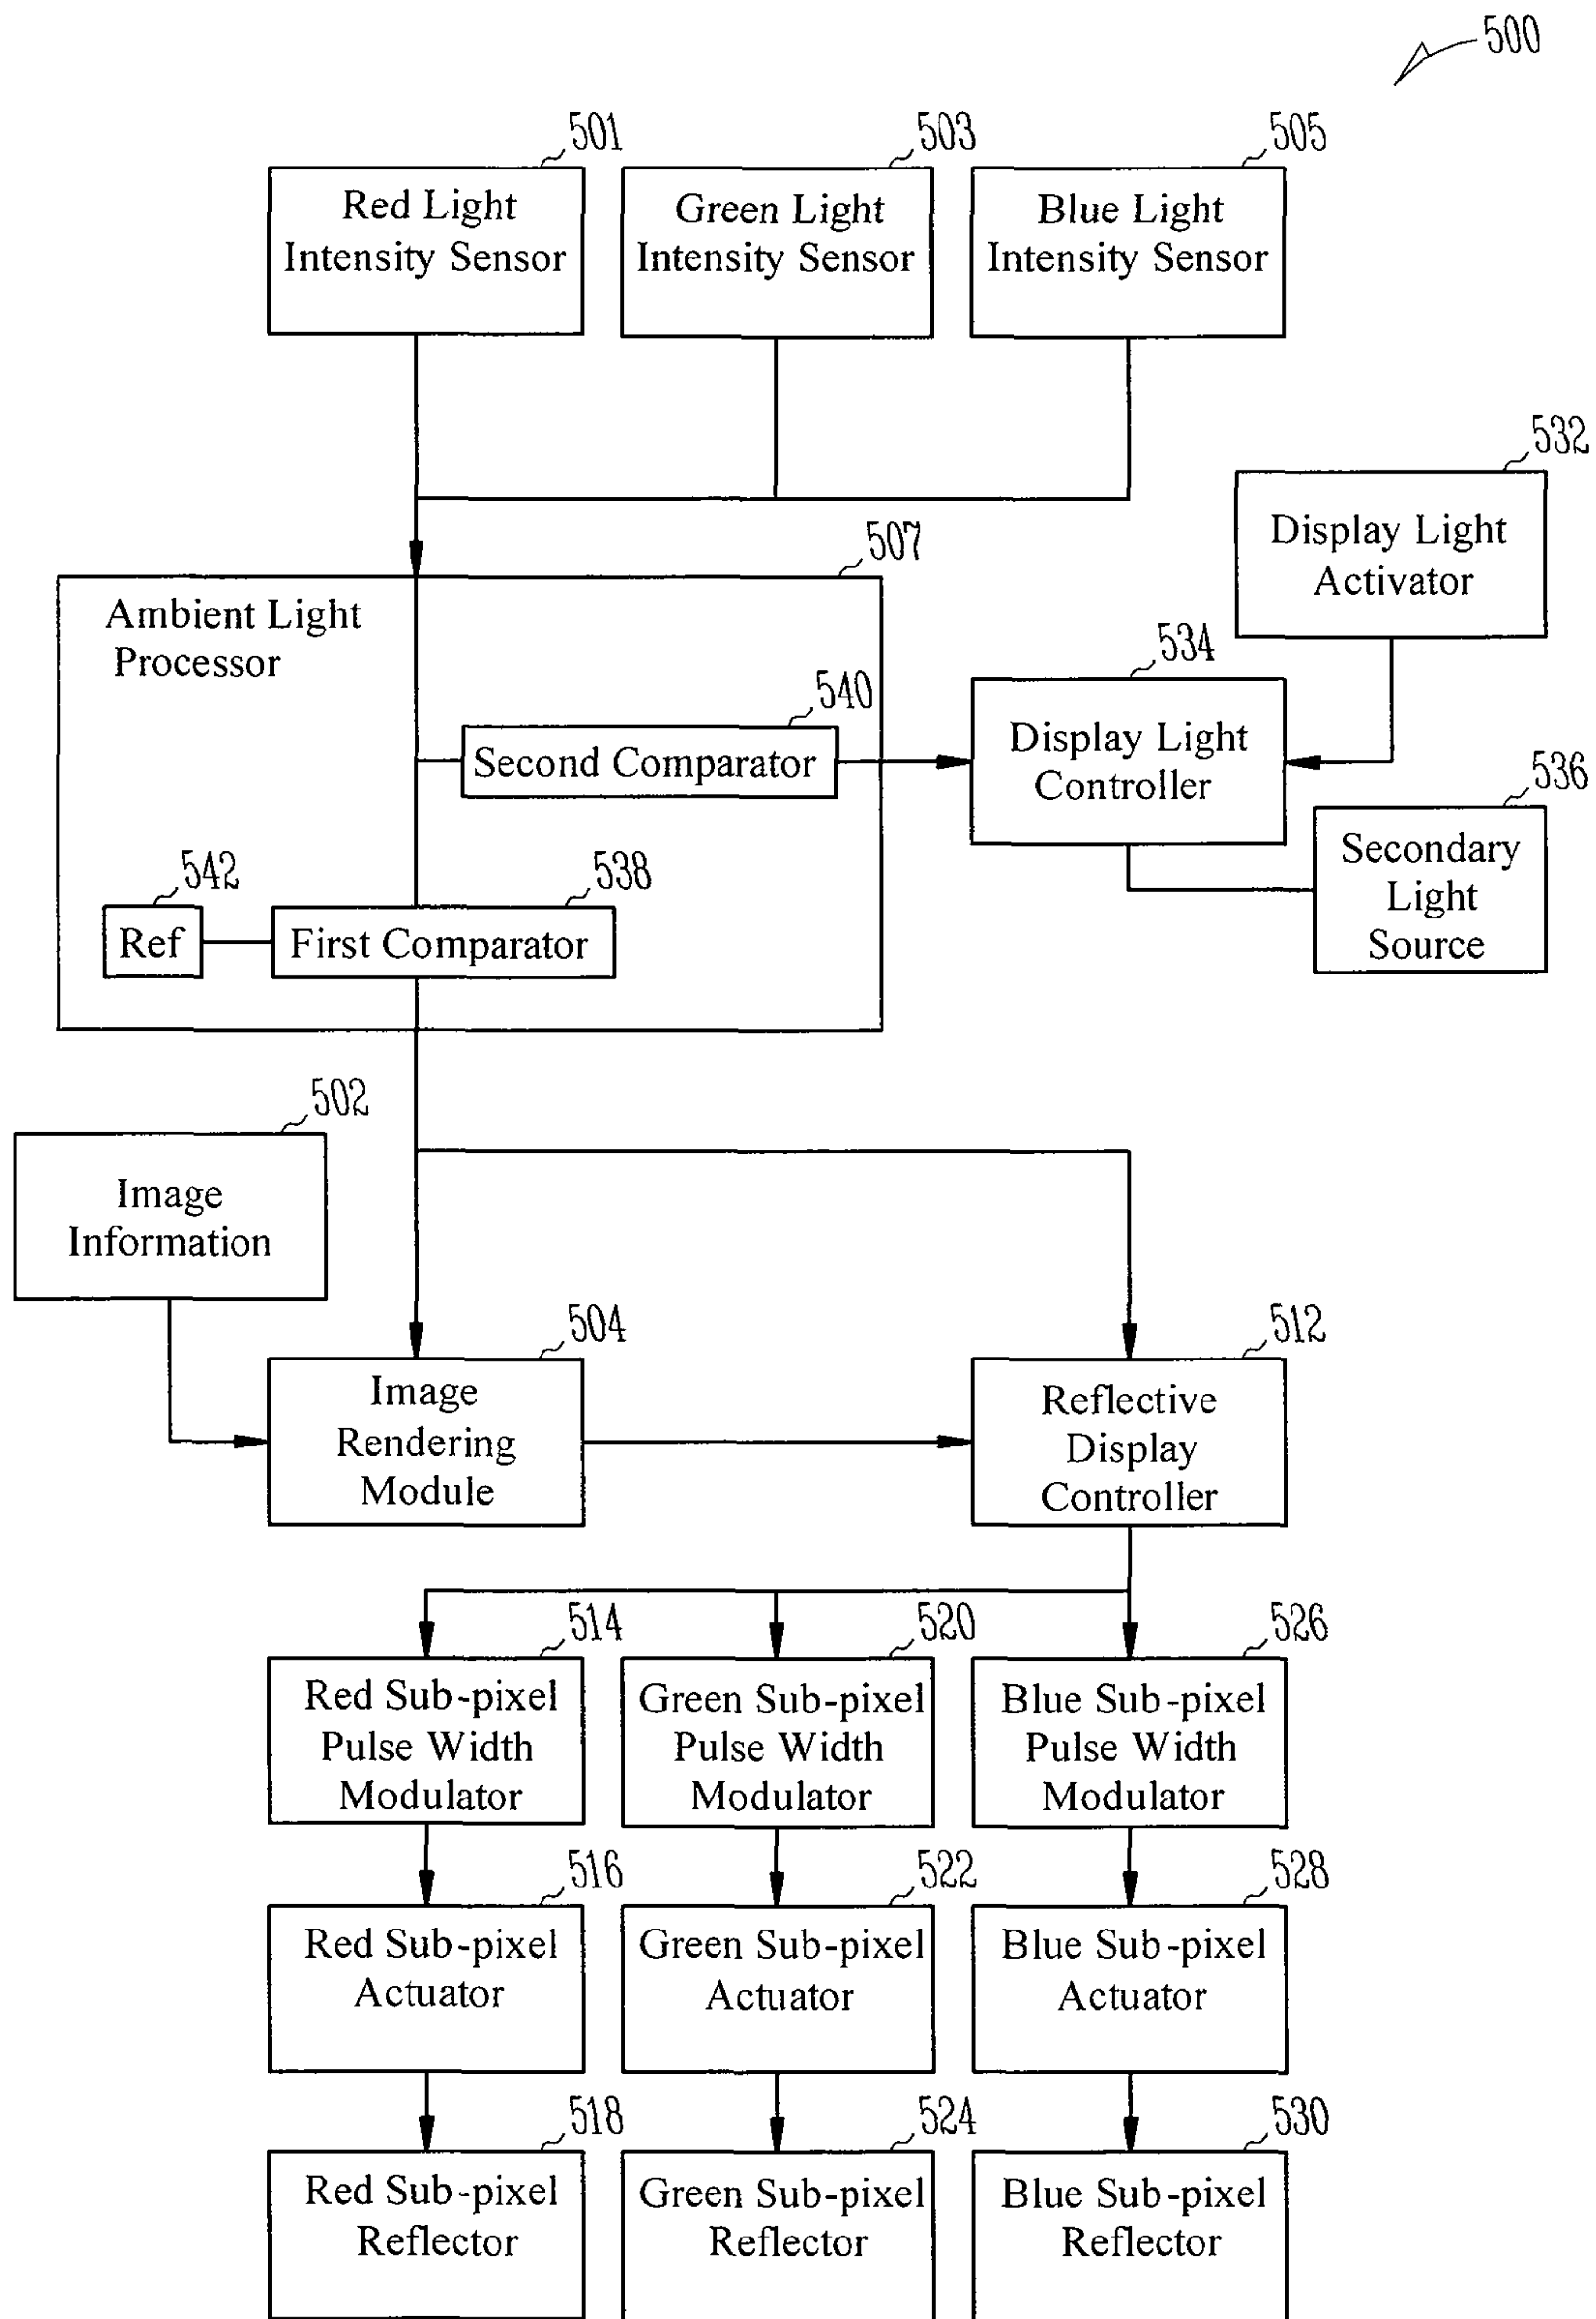 500
501
503
505
Red Light
Intensity Sensor
Green Light
Intensity Sensor
Blue Light
Intensity Sensor
532
Display Light
Activator
507
Ambient Light
Processor
540
Second Comparator
534
Display Light
Controller
536
Secondary
Light
Source
542
Ref
538
First Comparator
502
Image
Information
504
Image
Rendering
Module
512
Reflective
Display
Controller
514
Red Sub-pixel
Pulse Width
Modulator
520
Green Sub-pixel
Pulse Width
Modulator
526
Blue Sub-pixel
Pulse Width
Modulator
516
Red Sub-pixel
Actuator
522
Green Sub-pixel
Actuator
528
Blue Sub-pixel
Actuator
518
Red Sub-pixel
Reflector
524
Green Sub-pixel
Reflector
530
Blue Sub-pixel
Reflector